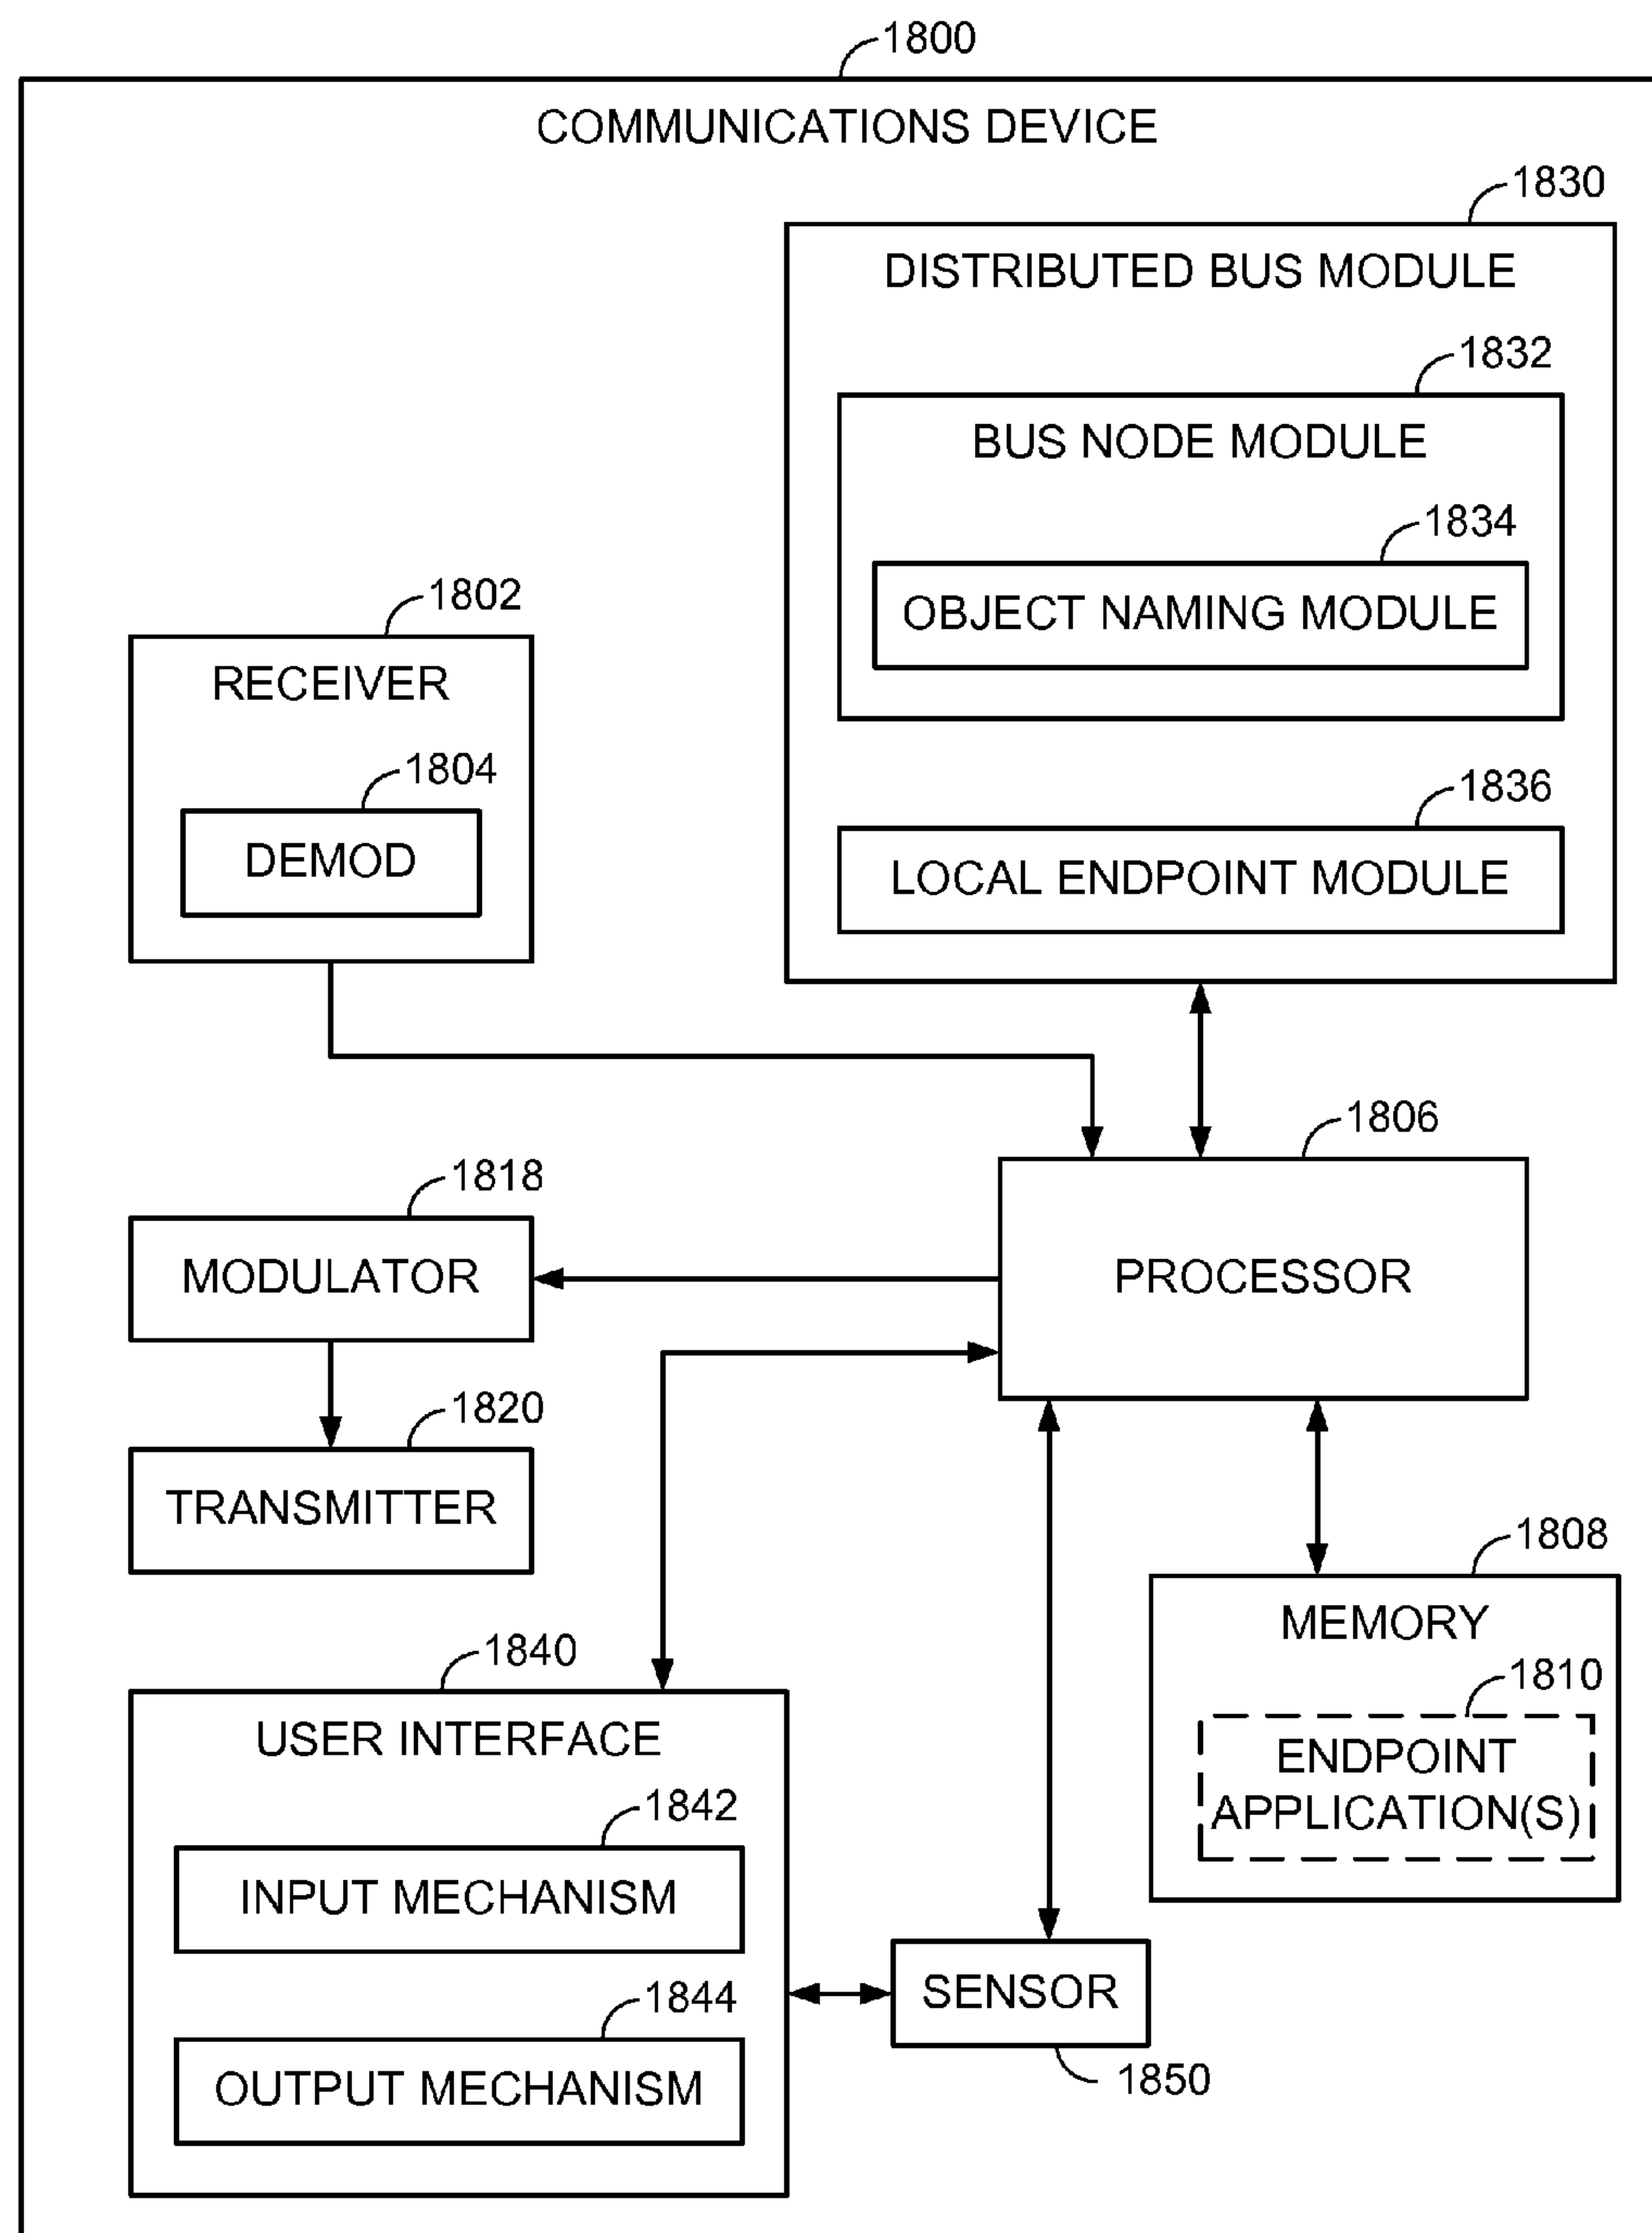 1800
COMMUNICATIONS DEVICE
1830
DISTRIBUTED BUS MODULE
1832
BUS NODE MODULE
1834
OBJECT NAMING MODULE
1802
RECEIVER
1804
DEMOD
1836
LOCAL ENDPOINT MODULE
1806
PROCESSOR
1818
MODULATOR
1820
TRANSMITTER
1808
MEMORY
1810
ENDPOINT
APPLICATION(S)
1840
USER INTERFACE
1842
INPUT MECHANISM
1844
OUTPUT MECHANISM
SENSOR
1850